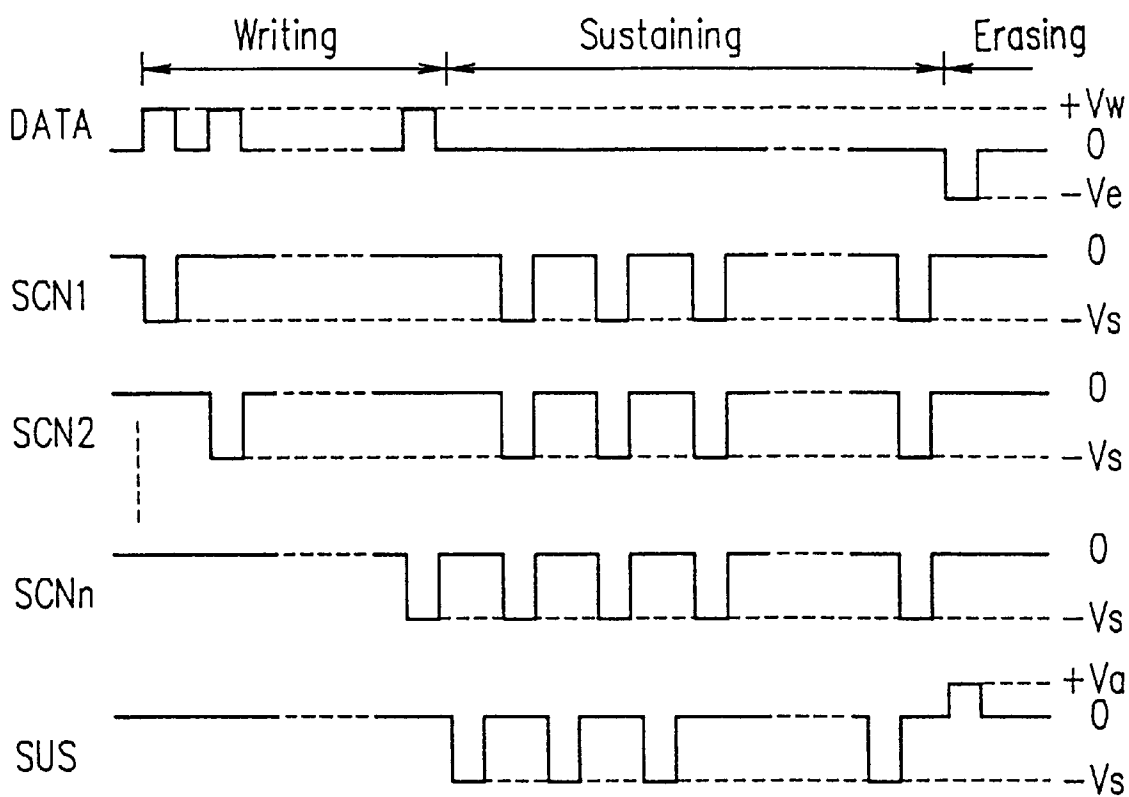 Writing Sustaining Erasing
DATA
+Vw
0
-Ve
SCN1
0
-Vs
SCN2
0
-Vs
SCNn
0
-Vs
SUS
+Va
0
-Vs